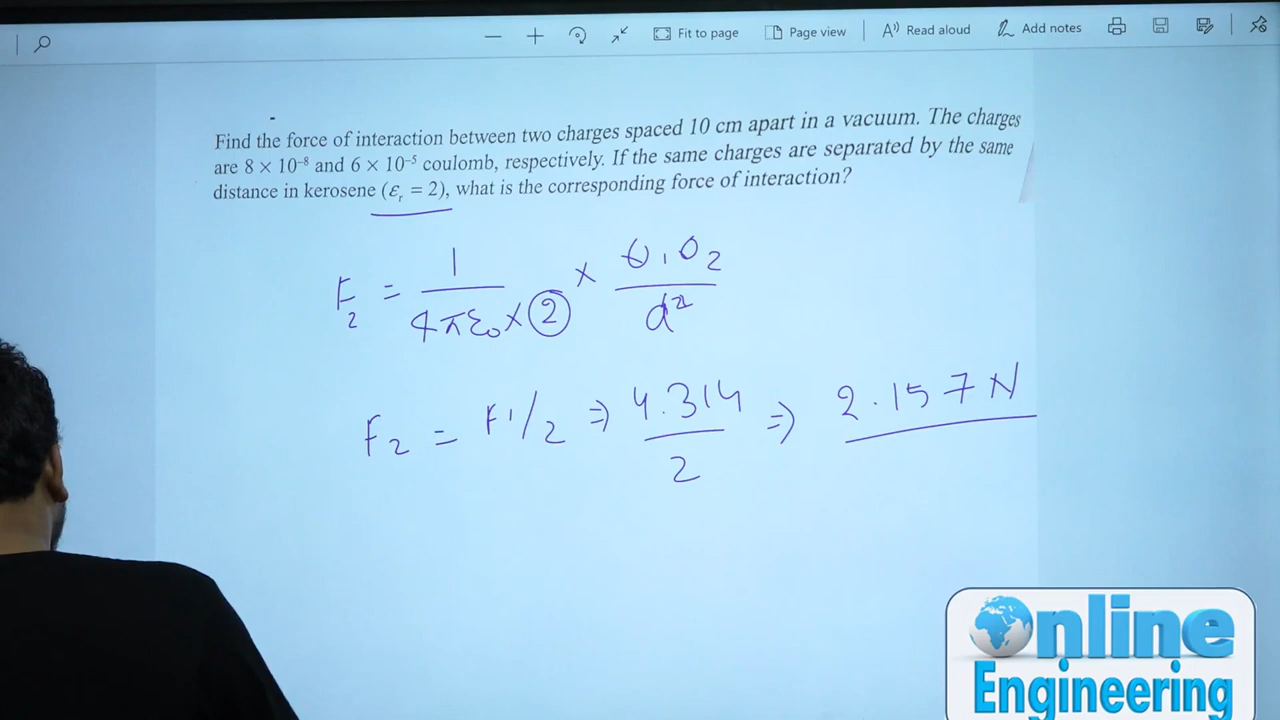 Fit to page Page view Read aloud Add notes
Find the force of interaction between two charges spaced 10 cm apart in a vacuum. The charges
are 8 × 10⁻⁸ and 6 × 10⁻⁵ coulomb, respectively. If the same charges are separated by the same
distance in kerosene (εᵣ = 2), what is the corresponding force of interaction?
F₂ = 1/(4πε₀ × 2) × Q₁Q₂/d²
F₂ = F1/2 ⇒ 4.314/2 ⇒ 2.157 N
Online
Engineering